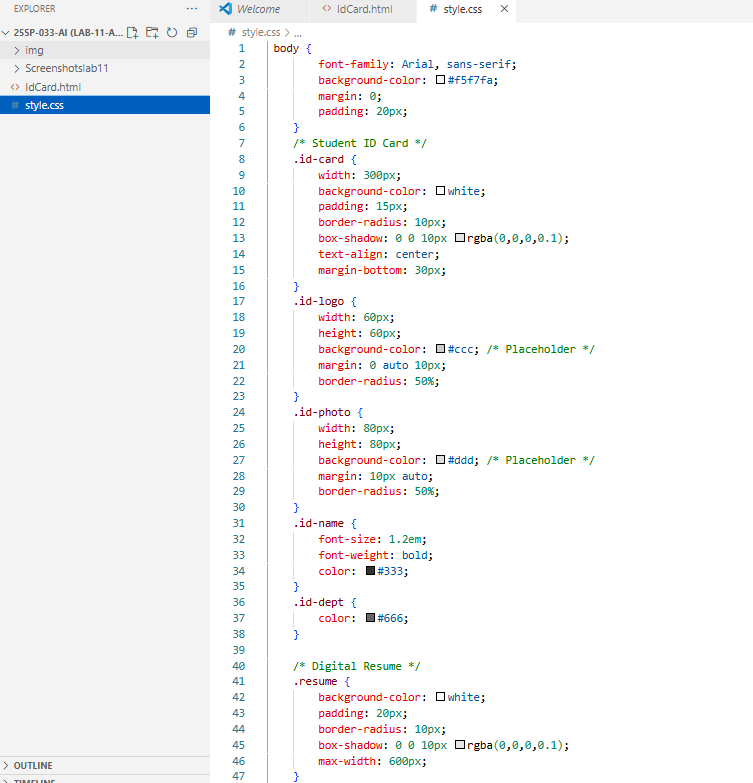 EXPLORER ...
25SP-033-AI (LAB-11-A...
img
Screenshotslab11
<> IdCard.html
# style.css
OUTLINE
Welcome
<> IdCard.html
# style.css ×
# style.css > ...
1 body {
2 font-family: Arial, sans-serif;
3 background-color: #f5f7fa;
4 margin: 0;
5 padding: 20px;
6 }
7 /* Student ID Card */
8 .id-card {
9 width: 300px;
10 background-color: white;
11 padding: 15px;
12 border-radius: 10px;
13 box-shadow: 0 0 10px rgba(0,0,0,0.1);
14 text-align: center;
15 margin-bottom: 30px;
16 }
17 .id-logo {
18 width: 60px;
19 height: 60px;
20 background-color: #ccc; /* Placeholder */
21 margin: 0 auto 10px;
22 border-radius: 50%;
23 }
24 .id-photo {
25 width: 80px;
26 height: 80px;
27 background-color: #ddd; /* Placeholder */
28 margin: 10px auto;
29 border-radius: 50%;
30 }
31 .id-name {
32 font-size: 1.2em;
33 font-weight: bold;
34 color: #333;
35 }
36 .id-dept {
37 color: #666;
38 }
39
40 /* Digital Resume */
41 .resume {
42 background-color: white;
43 padding: 20px;
44 border-radius: 10px;
45 box-shadow: 0 0 10px rgba(0,0,0,0.1);
46 max-width: 600px;
47 }